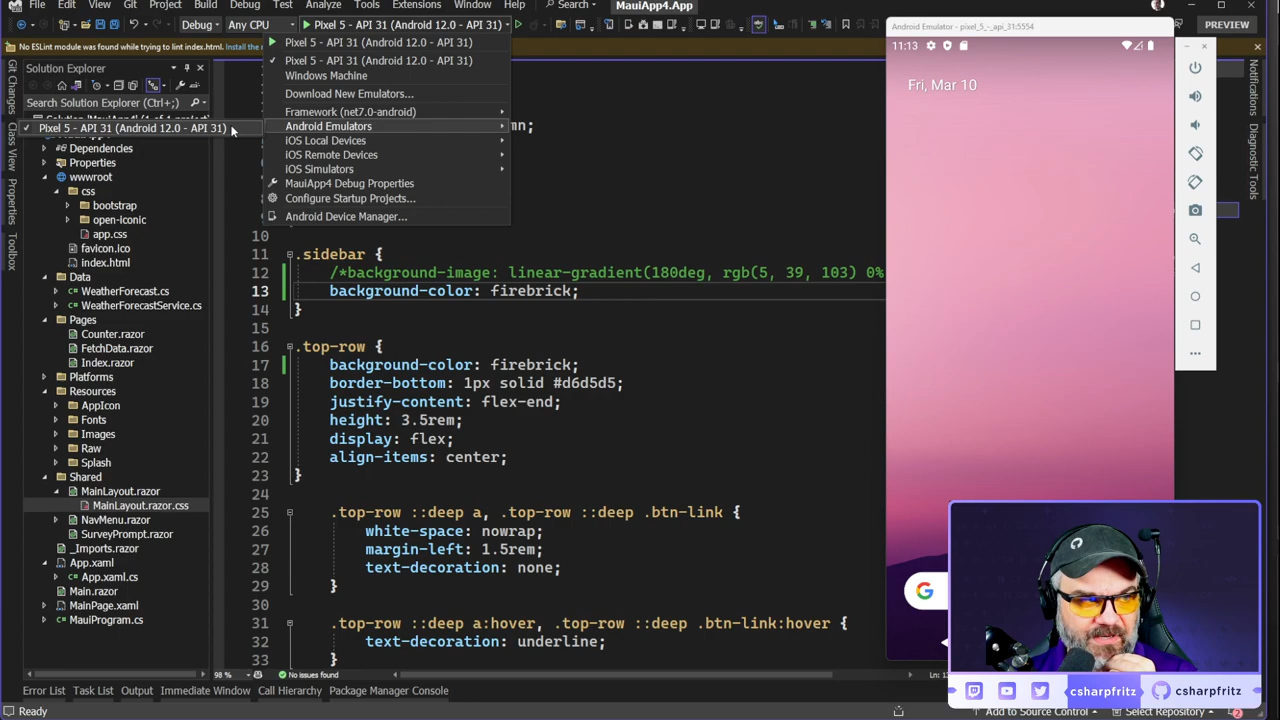 File Edit View Git Project Build Debug Test Analyze Tools Extensions Window Help Search MauiApp4.App
Debug Any CPU Pixel 5 - API 31 (Android 12.0 - API 31) PREVIEW
No ESLint module was found while trying to lint index.html. Install the
Solution Explorer
Search Solution Explorer (Ctrl+;)
Pixel 5 - API 31 (Android 12.0 - API 31)
Dependencies
Properties
wwwroot
css
bootstrap
open-iconic
app.css
favicon.ico
index.html
Data
WeatherForecast.cs
WeatherForecastService.cs
Pages
Counter.razor
FetchData.razor
Index.razor
Platforms
Resources
AppIcon
Fonts
Images
Raw
Splash
Shared
MainLayout.razor
MainLayout.razor.css
NavMenu.razor
SurveyPrompt.razor
_Imports.razor
App.xaml
App.xaml.cs
Main.razor
MainPage.xaml
MauiProgram.cs
Git Changes
Class View
Properties
Toolbox
Pixel 5 - API 31 (Android 12.0 - API 31)
Pixel 5 - API 31 (Android 12.0 - API 31)
Windows Machine
Download New Emulators...
Framework (net7.0-android)
Android Emulators
iOS Local Devices
iOS Remote Devices
iOS Simulators
MauiApp4 Debug Properties
Configure Startup Projects...
Android Device Manager...
mn;
10
11 .sidebar {
12 /*background-image: linear-gradient(180deg, rgb(5, 39, 103) 0%
13 background-color: firebrick;
14 }
15
16 .top-row {
17 background-color: firebrick;
18 border-bottom: 1px solid #d6d5d5;
19 justify-content: flex-end;
20 height: 3.5rem;
21 display: flex;
22 align-items: center;
23 }
24
25 .top-row ::deep a, .top-row ::deep .btn-link {
26 white-space: nowrap;
27 margin-left: 1.5rem;
28 text-decoration: none;
29 }
30
31 .top-row ::deep a:hover, .top-row ::deep .btn-link:hover {
32 text-decoration: underline;
33 }
98 % No issues found
Android Emulator - pixel_5_-_api_31:5554
11:13
Fri, Mar 10
G
Notifications
Diagnostic Tools
csharpfritz csharpfritz
Error List Task List Output Immediate Window Call Hierarchy Package Manager Console
Ready Add to Source Control Select Repository 2